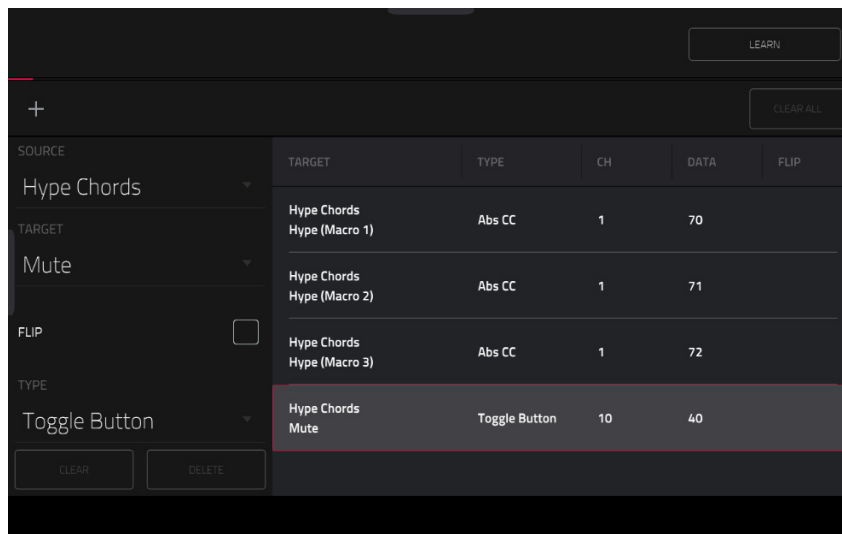 LEARN
+
CLEAR ALL
SOURCE
Hype Chords
TARGET
Mute
FLIP
TYPE
Toggle Button
CLEAR DELETE
TARGET TYPE CH DATA FLIP
Hype Chords
Hype (Macro 1) Abs CC 1 70
Hype Chords
Hype (Macro 2) Abs CC 1 71
Hype Chords
Hype (Macro 3) Abs CC 1 72
Hype Chords
Mute Toggle Button 10 40